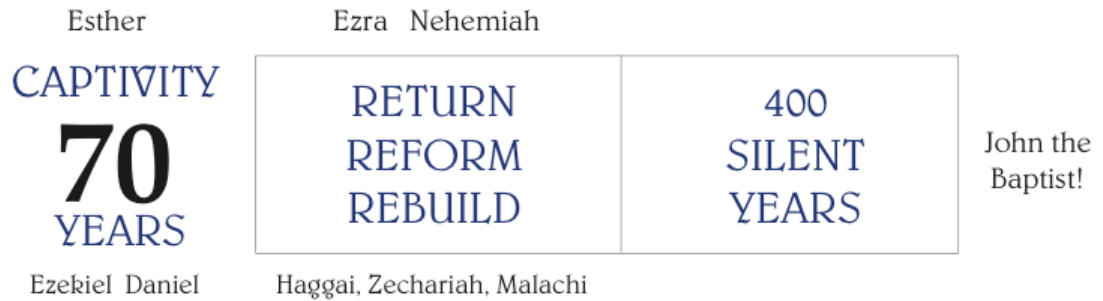 Esther
Ezra Nehemiah
CAPTIVITY
70
YEARS
RETURN
REFORM
REBUILD
400
SILENT
YEARS
John the
Baptist!
Ezekiel Daniel
Haggai, Zechariah, Malachi